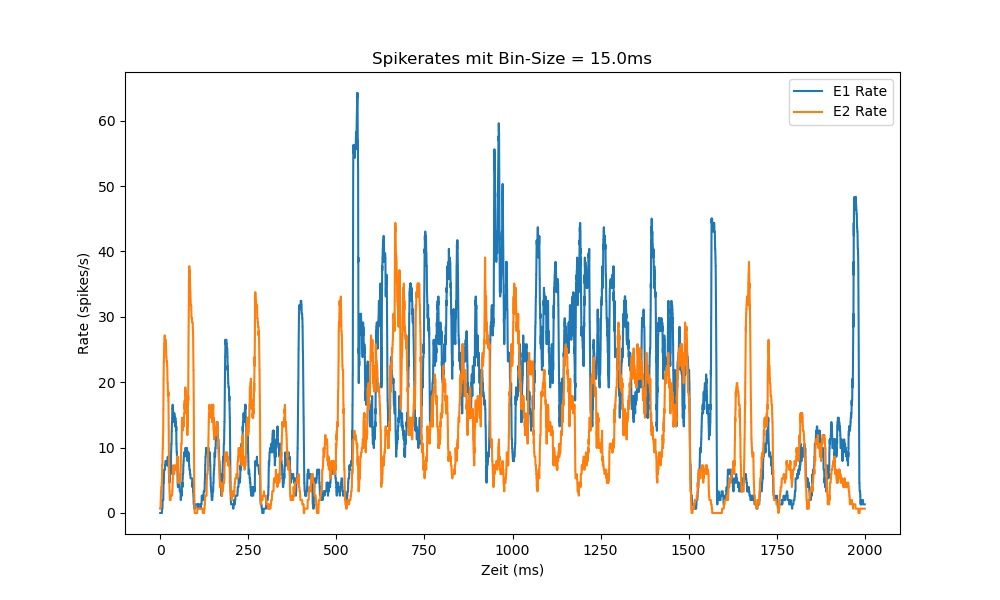 Spikerates mit Bin-Size = 15.0ms
E1 Rate
E2 Rate
Rate (spikes/s)
60
50
40
30
20
10
0
0 250 500 750 1000 1250 1500 1750 2000
Zeit (ms)